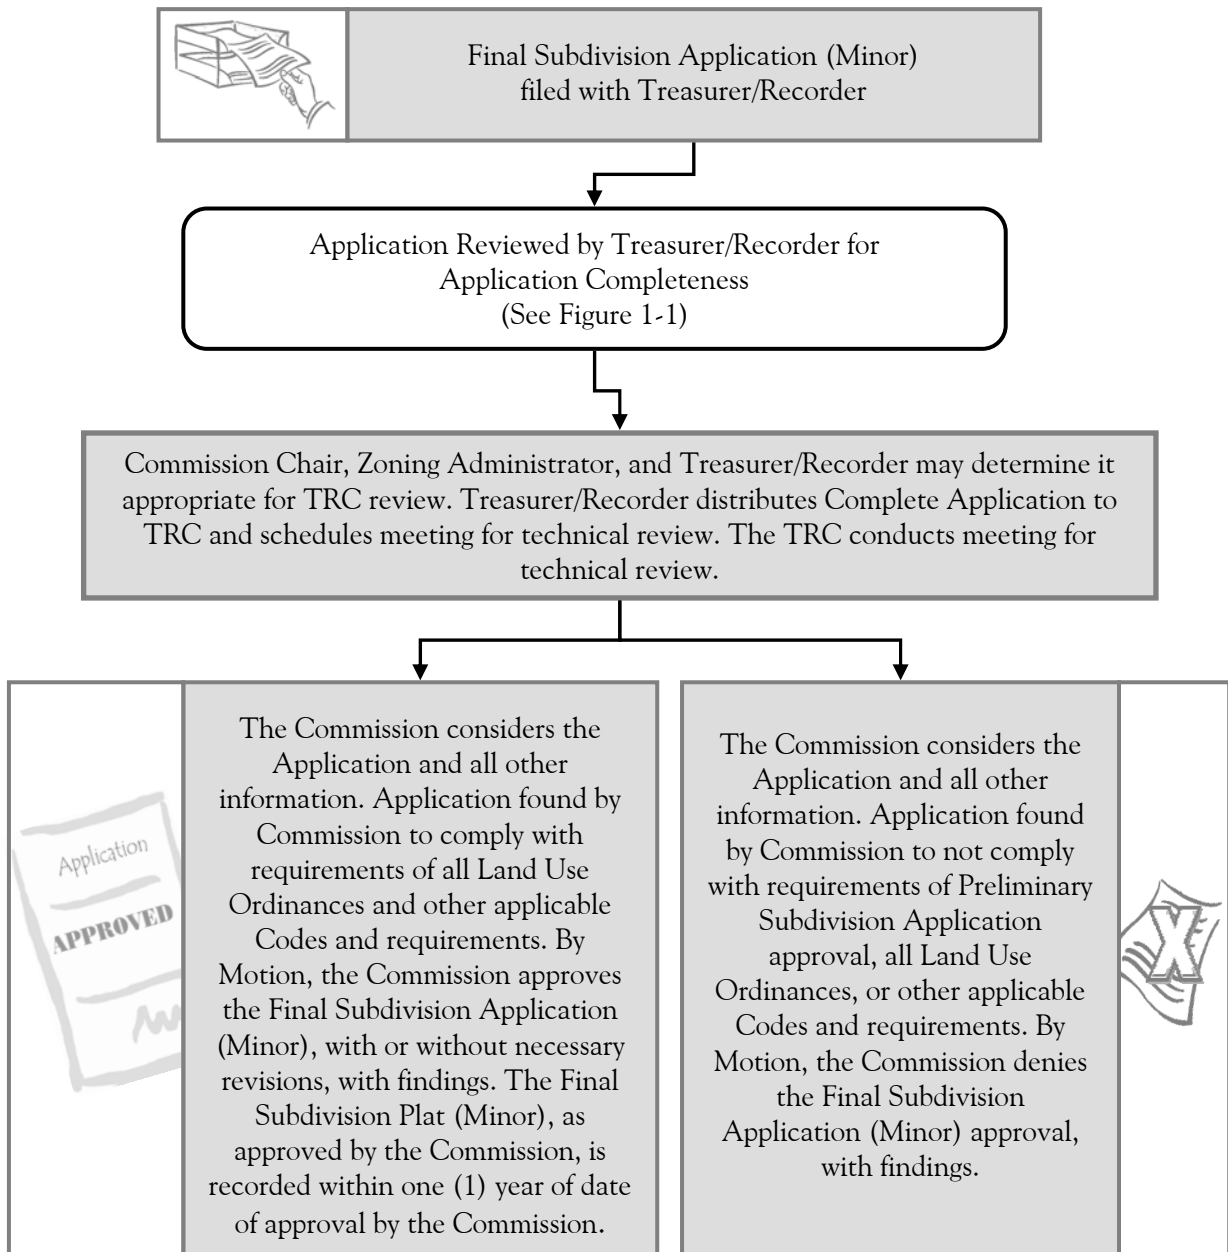 Final Subdivision Application (Minor)
filed with Treasurer/Recorder
Application Reviewed by Treasurer/Recorder for
Application Completeness
(See Figure 1-1)
Commission Chair, Zoning Administrator, and Treasurer/Recorder may determine it
appropriate for TRC review. Treasurer/Recorder distributes Complete Application to
TRC and schedules meeting for technical review. The TRC conducts meeting for
technical review.
Application
APPROVED
The Commission considers the
Application and all other
information. Application found by
Commission to comply with
requirements of all Land Use
Ordinances and other applicable
Codes and requirements. By
Motion, the Commission approves
the Final Subdivision Application
(Minor), with or without necessary
revisions, with findings. The Final
Subdivision Plat (Minor), as
approved by the Commission, is
recorded within one (1) year of date
of approval by the Commission.
The Commission considers the
Application and all other
information. Application found
by Commission to not comply
with requirements of Preliminary
Subdivision Application
approval, all Land Use
Ordinances, or other applicable
Codes and requirements. By
Motion, the Commission denies
the Final Subdivision
Application (Minor) approval,
with findings.
X